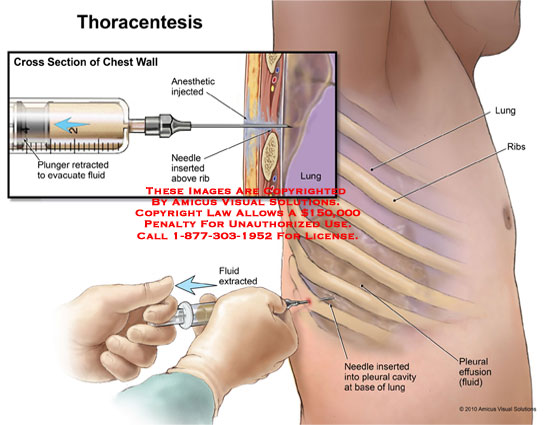 Thoracentesis
Cross Section of Chest Wall
Anesthetic
injected
4
2
Plunger retracted
to evacuate fluid
Needle
inserted
above rib
Lung
Lung
Ribs
These Images Are Copyrighted
By Amicus Visual Solutions.
Copyright Law Allows A $150,000
Penalty For Unauthorized Use.
Call 1-877-303-1952 For License.
Fluid
extracted
Needle inserted
into pleural cavity
at base of lung
Pleural
effusion
(fluid)
© 2010 Amicus Visual Solutions